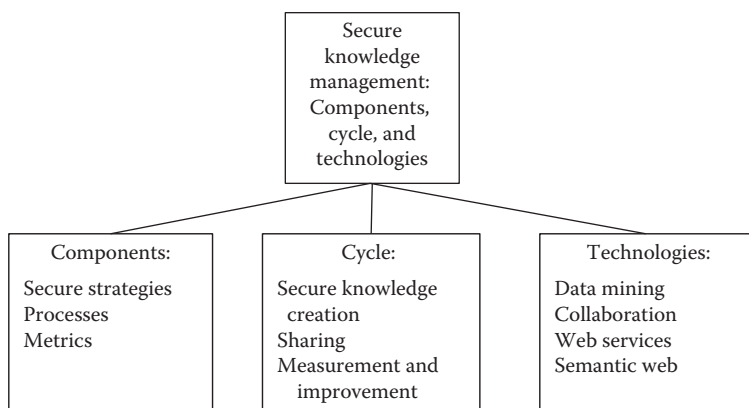 Secure
knowledge
management:
Components,
cycle, and
technologies
Components:
Secure strategies
Processes
Metrics
Cycle:
Secure knowledge
creation
Sharing
Measurement and
improvement
Technologies:
Data mining
Collaboration
Web services
Semantic web